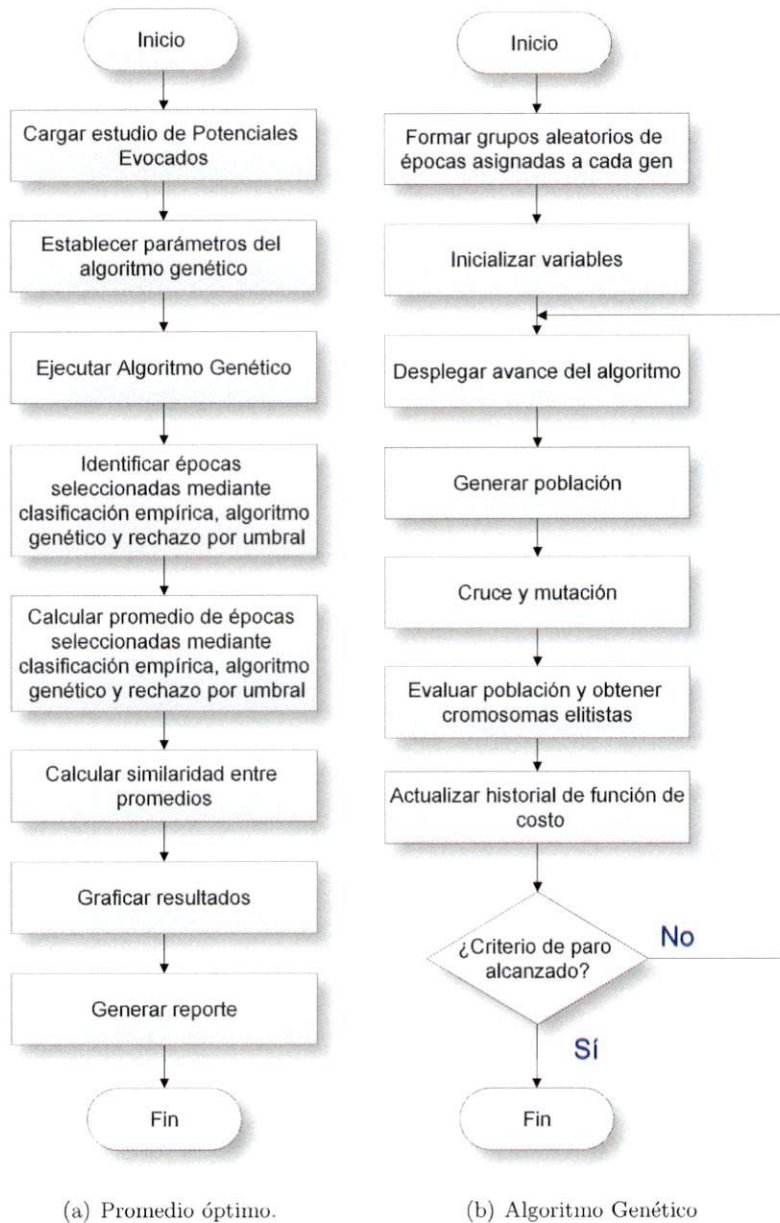 Inicio
Cargar estudio de Potenciales
Evocados
Establecer parámetros del
algoritmo genético
Ejecutar Algoritmo Genético
Identificar épocas
seleccionadas mediante
clasificación empírica, algoritmo
genético y rechazo por umbral
Calcular promedio de épocas
seleccionadas mediante
clasificación empírica, algoritmo
genético y rechazo por umbral
Calcular similaridad entre
promedios
Graficar resultados
Generar reporte
Fin
(a) Promedio óptimo.
Inicio
Formar grupos aleatorios de
épocas asignadas a cada gen
Inicializar variables
Desplegar avance del algoritmo
Generar población
Cruce y mutación
Evaluar población y obtener
cromosomas elitistas
Actualizar historial de función de
costo
¿Criterio de paro
alcanzado?
No
Sí
Fin
(b) Algoritmo Genético